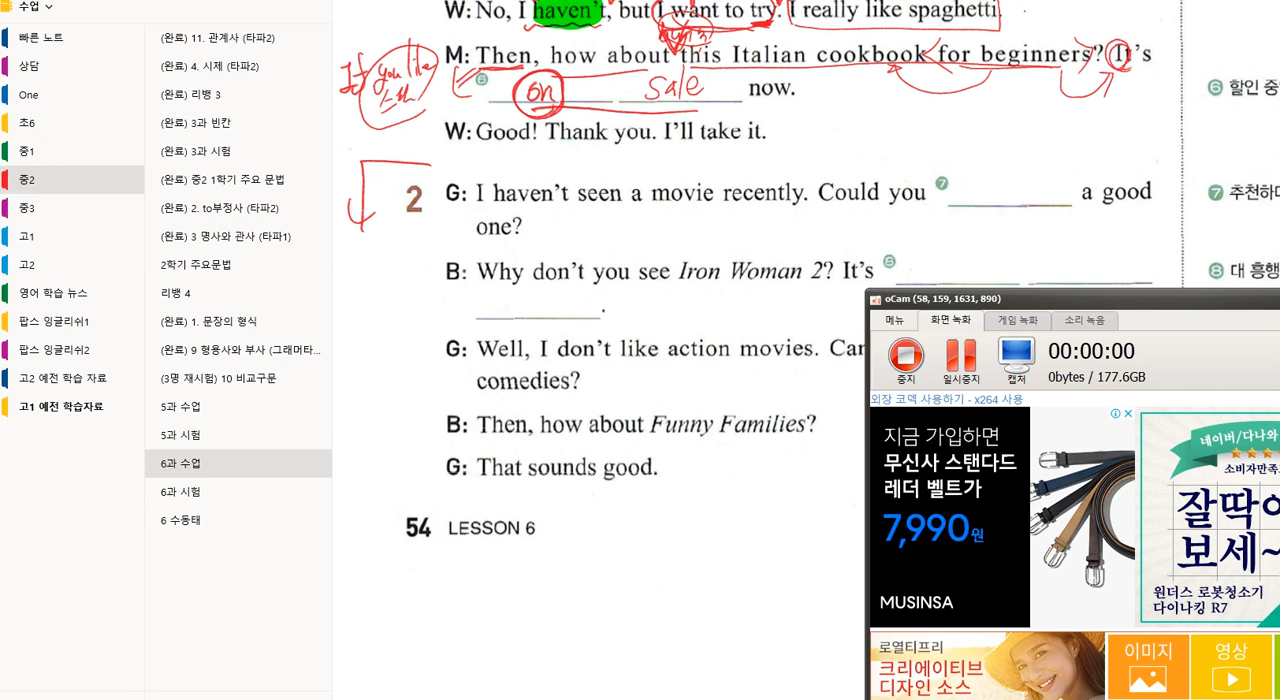 수업
빠른 노트
상담
One
초6
중1
중2
중3
고1
고2
영어 학습 뉴스
팝스 잉글리쉬1
팝스 잉글리쉬2
고2 예전 학습 자료
고1 예전 학습자료
(완료) 11. 관계사 (타파2)
(완료) 4. 시제 (타파2)
(완료) 리뱅 3
(완료) 3과 빈칸
(완료) 3과 시험
(완료) 중2 1학기 주요 문법
(완료) 2. to부정사 (타파2)
(완료) 3 명사와 관사 (타파1)
2학기 주요문법
리뱅 4
(완료) 1. 문장의 형식
(완료) 9 형용사와 부사 (그래머타...
(3명 재시험) 10 비교구문
5과 수업
5과 시험
6과 수업
6과 시험
6 수동태
W: No, I haven't, but I want to try. I really like spaghetti.
M: Then, how about this Italian cookbook for beginners? It's
If you like
⑥ on sale now.
W: Good! Thank you. I'll take it.
2 G: I haven't seen a movie recently. Could you ⑦ a good
one?
B: Why don't you see Iron Woman 2? It's ⑧
.
G: Well, I don't like action movies. Can
comedies?
B: Then, how about Funny Families?
G: That sounds good.
54 LESSON 6
⑥ 할인 중
⑦ 추천하다
⑧ 대 흥행
oCam (58, 159, 1631, 890)
메뉴 화면 녹화 게임 녹화 소리 녹음
중지 일시중지 캡처
00:00:00
0bytes / 177.6GB
외장 코덱 사용하기 - x264 사용
지금 가입하면
무신사 스탠다드
레더 벨트가
7,990원
MUSINSA
네이버/다나와
소비자만족
잘딱
보세~
원더스 로봇청소기
다이나킹 R7
로열티프리
크리에이티브
디자인 소스
이미지 영상